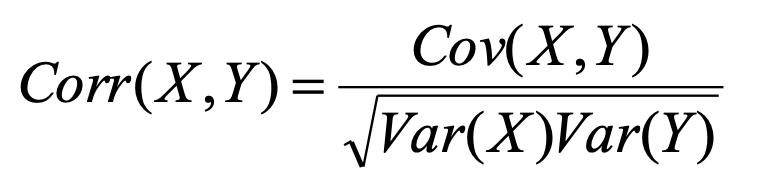 Corr(X,Y) = Cov(X,Y) / √Var(X)Var(Y)